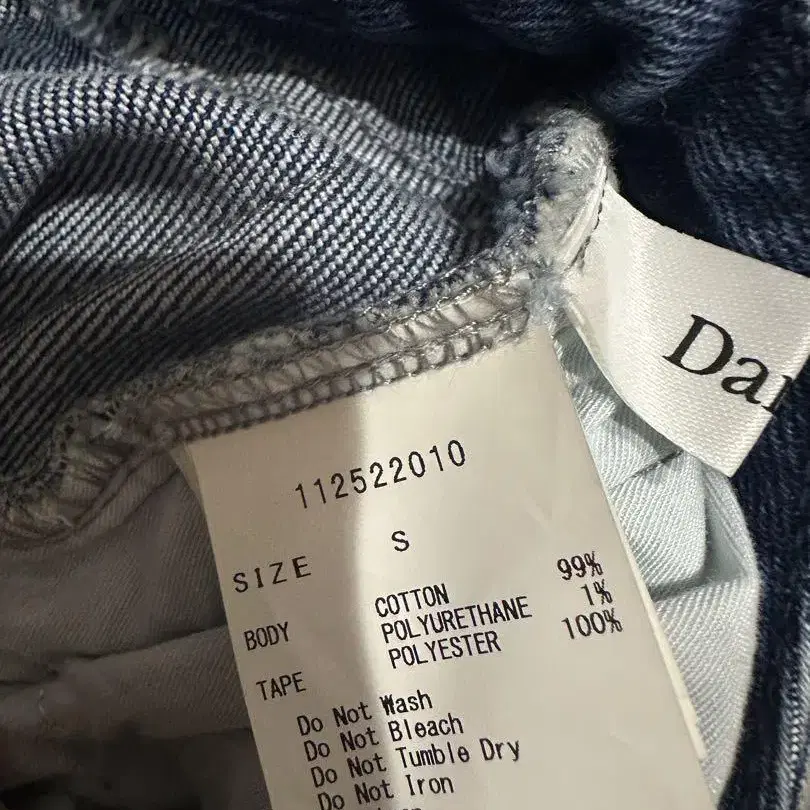 112522010
SIZE S
BODY COTTON 99%
POLYURETHANE 1%
TAPE POLYESTER 100%
Do Not Wash
Do Not Bleach
Do Not Tumble Dry
Do Not Iron
Da